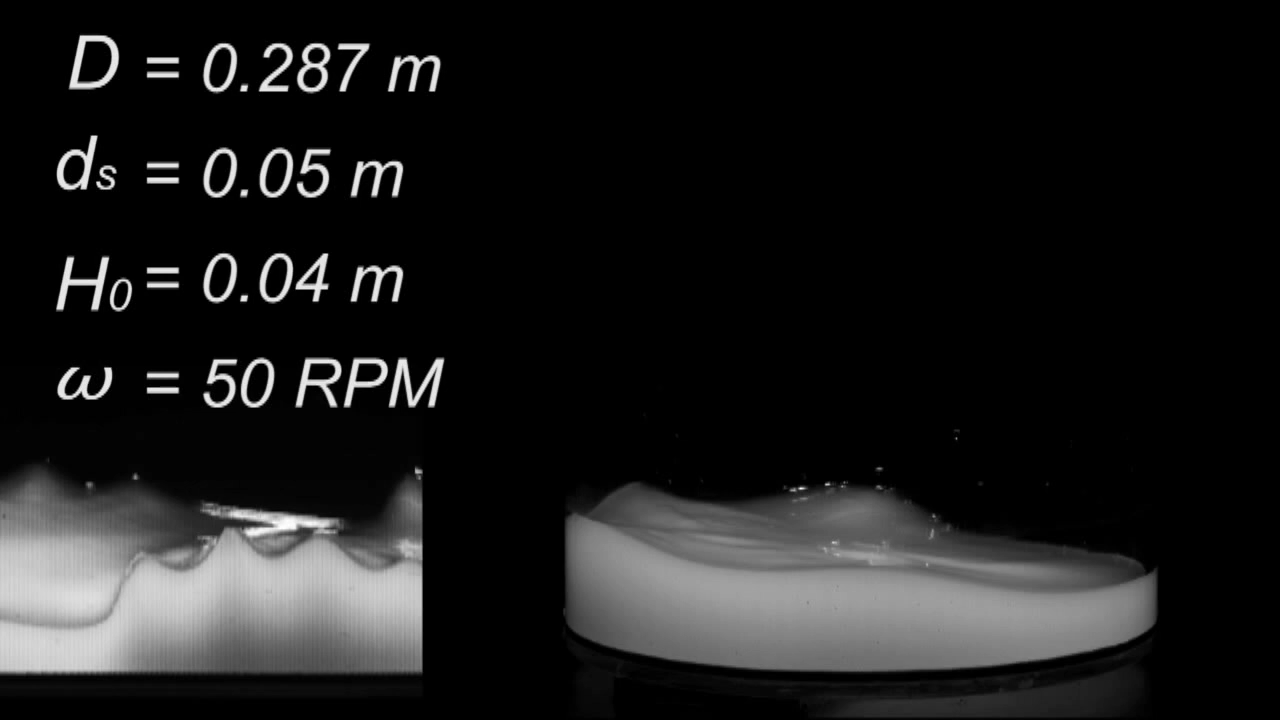 D = 0.287 m
ds = 0.05 m
H0 = 0.04 m
ω = 50 RPM